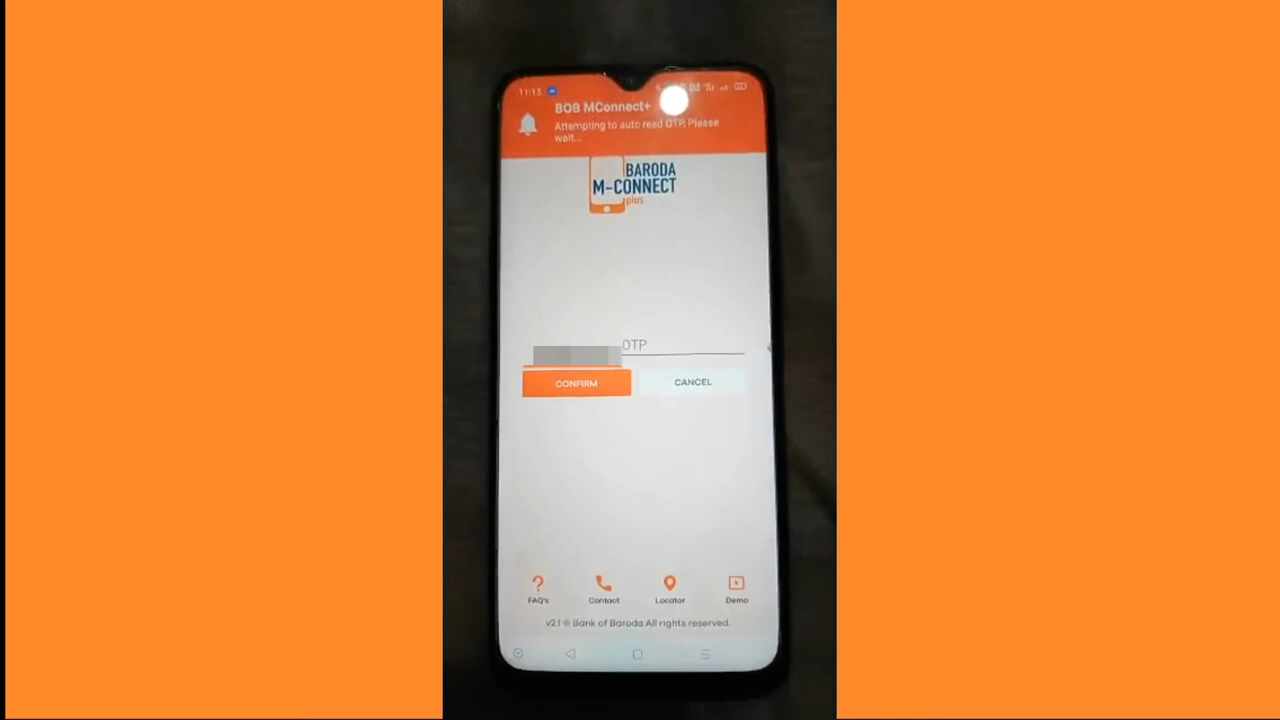 11:13
BOB MConnect+
Attempting to auto read OTP, Please
wait...
BARODA
M-CONNECT
plus
OTP
CONFIRM
CANCEL
FAQ's
Contact
Locator
Demo
v2.1 © Bank of Baroda.All rights reserved.